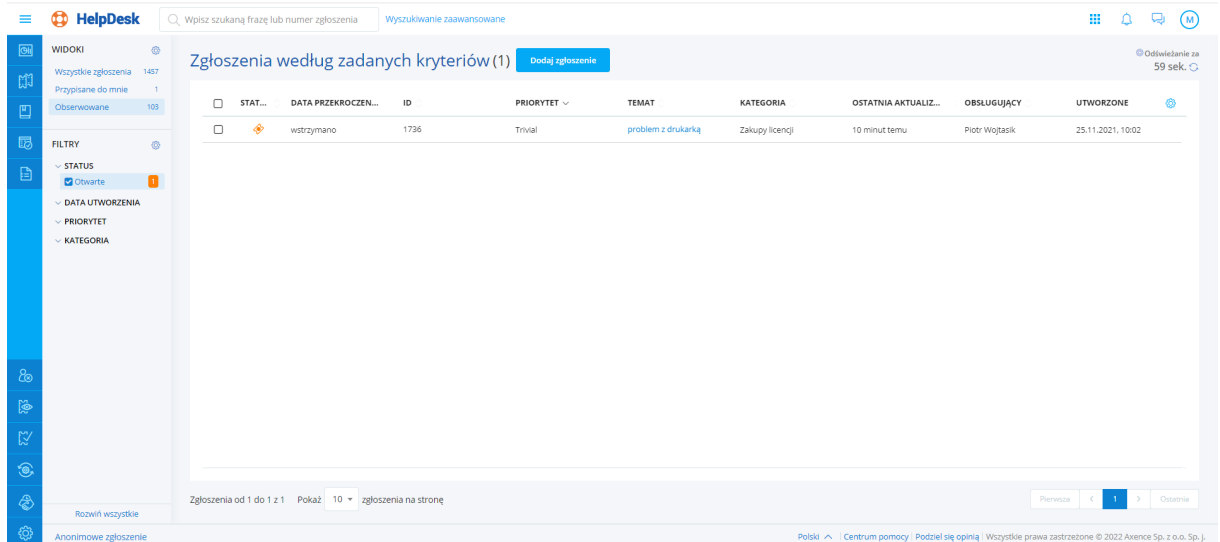 HelpDesk
Wpisz szukaną frazę lub numer zgłoszenia
Wyszukiwanie zaawansowane
M
WIDOKI
Wszystkie zgłoszenia 1457
Przypisane do mnie 1
Obserwowane 103
FILTRY
STATUS
Otwarte 1
DATA UTWORZENIA
PRIORYTET
KATEGORIA
Rozwiń wszystkie
Zgłoszenia według zadanych kryteriów (1)
Dodaj zgłoszenie
Odświeżanie za
59 sek.
STAT... DATA PRZEKROCZEN... ID PRIORYTET TEMAT KATEGORIA OSTATNIA AKTUALIZ... OBSŁUGUJĄCY UTWORZONE
wstrzymano 1736 Trivial problem z drukarką Zakupy licencji 10 minut temu Piotr Wojtasik 25.11.2021, 10:02
Zgłoszenia od 1 do 1 z 1 Pokaż 10 zgłoszenia na stronę
Pierwsza < 1 > Ostatnia
Anonimowe zgłoszenie
Polski | Centrum pomocy | Podziel się opinią | Wszystkie prawa zastrzeżone © 2022 Axence Sp. z o.o. Sp. j.